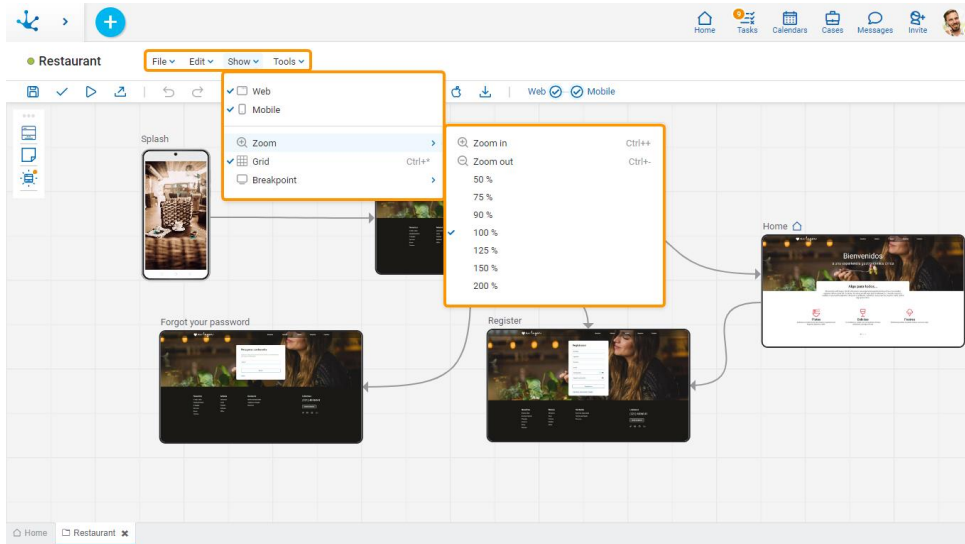 9
Home Tasks Calendars Cases Messages Invite
Restaurant
File Edit Show Tools
Web Mobile
Web
Mobile
Zoom
Grid Ctrl+*
Breakpoint
Zoom in Ctrl++
Zoom out Ctrl+-
50 %
75 %
90 %
100 %
125 %
150 %
200 %
Splash
Home
Bienvenidos
Forgot your password
Register
Home Restaurant